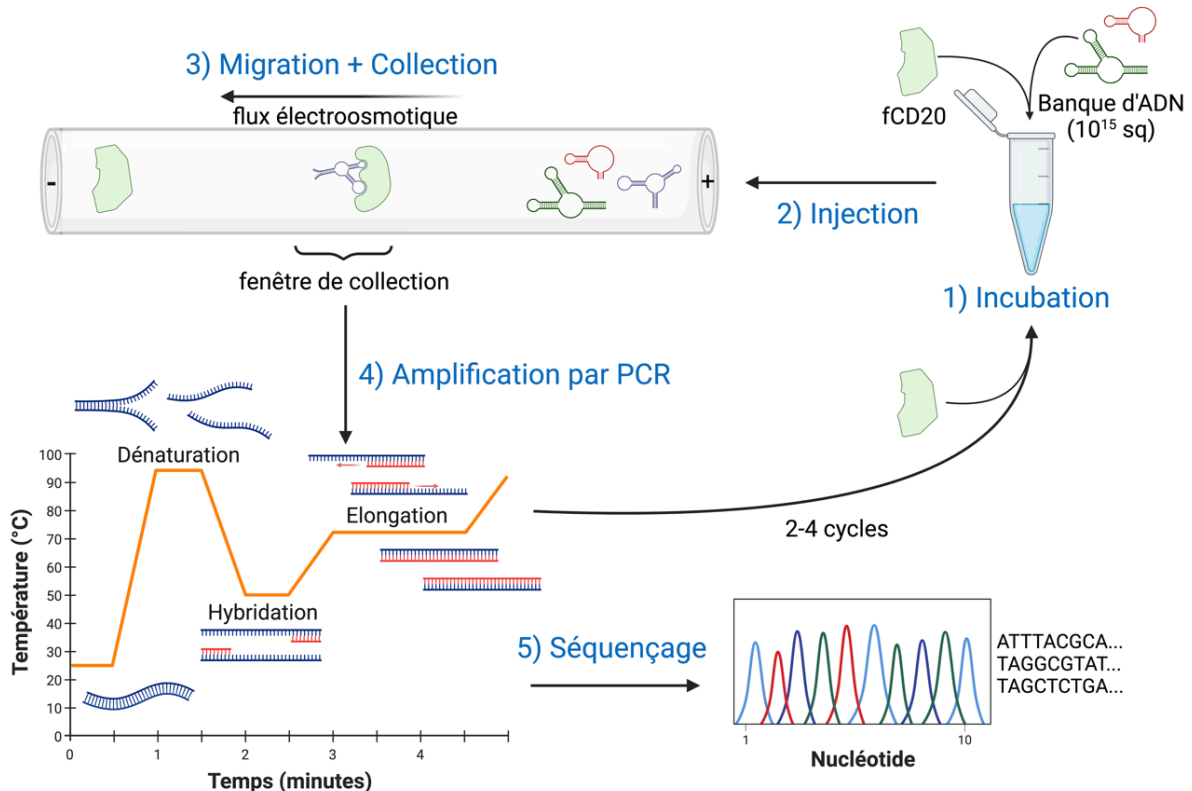 3) Migration + Collection
flux électroosmotique
-
+
fenêtre de collection
fCD20
Banque d'ADN
(10¹⁵ sq)
2) Injection
1) Incubation
4) Amplification par PCR
Dénaturation
Hybridation
Elongation
Température (°C)
100
90
80
70
60
50
40
30
20
10
0
0
1
2
3
4
Temps (minutes)
2-4 cycles
5) Séquençage
ATTTACGCA...
TAGGCGTAT...
TAGCTCTGA...
1
10
Nucléotide